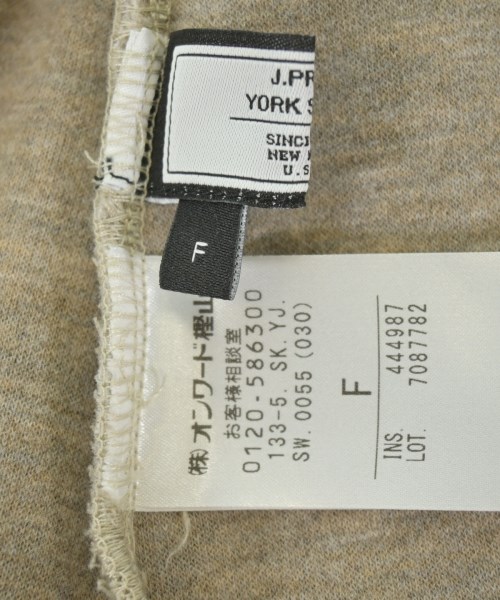 J.PR
YORK S
SINC
NEW
U.S
F
(株)オンワード樫山
お客様相談室
0120-586300
133-5. SK. YJ.
SW. 0055 (030)
F
INS. 444987
LOT. 7087782